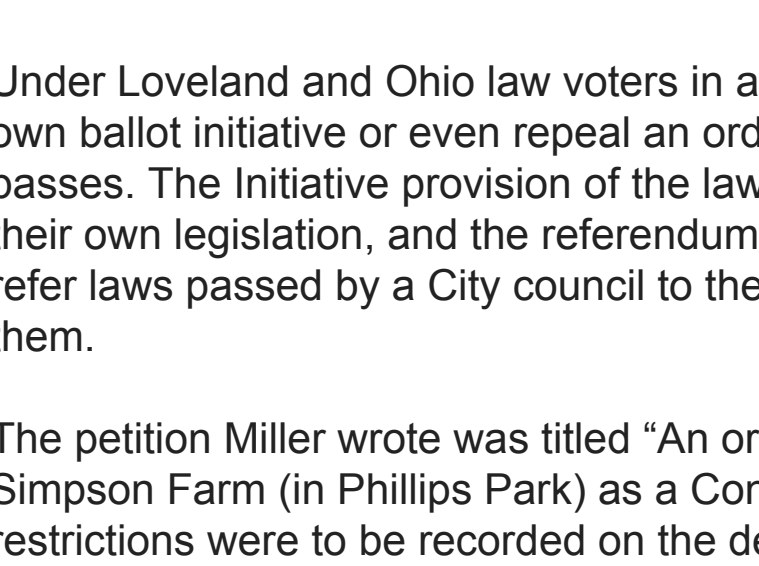 Under Loveland and Ohio law voters in a
own ballot initiative or even repeal an ord
passes. The Initiative provision of the law
their own legislation, and the referendum
refer laws passed by a City council to the
them.
The petition Miller wrote was titled “An or
Simpson Farm (in Phillips Park) as a Con
restrictions were to be recorded on the de